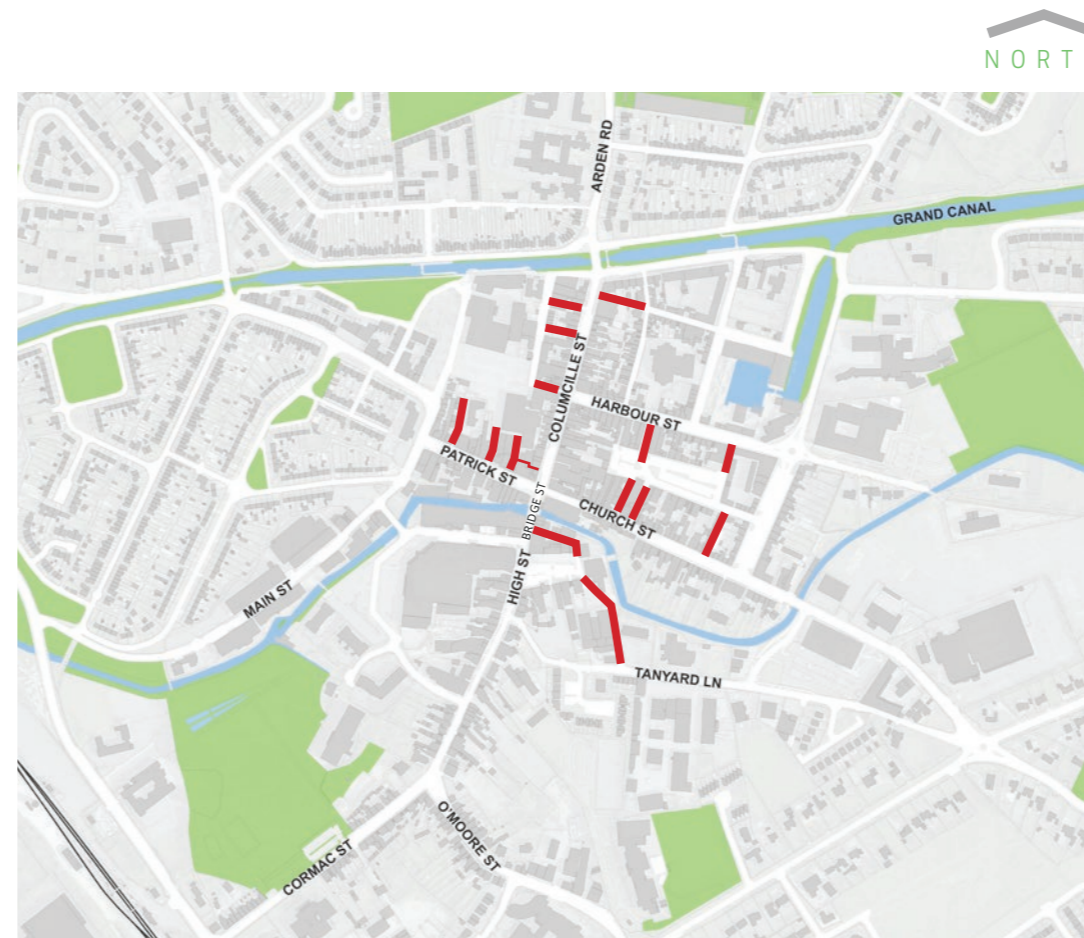 NORT
ARDEN RD
GRAND CANAL
COLUMCILLE ST
HARBOUR ST
PATRICK ST
BRIDGE ST
CHURCH ST
HIGH ST
MAIN ST
TANYARD LN
O'MOORE ST
CORMAC ST